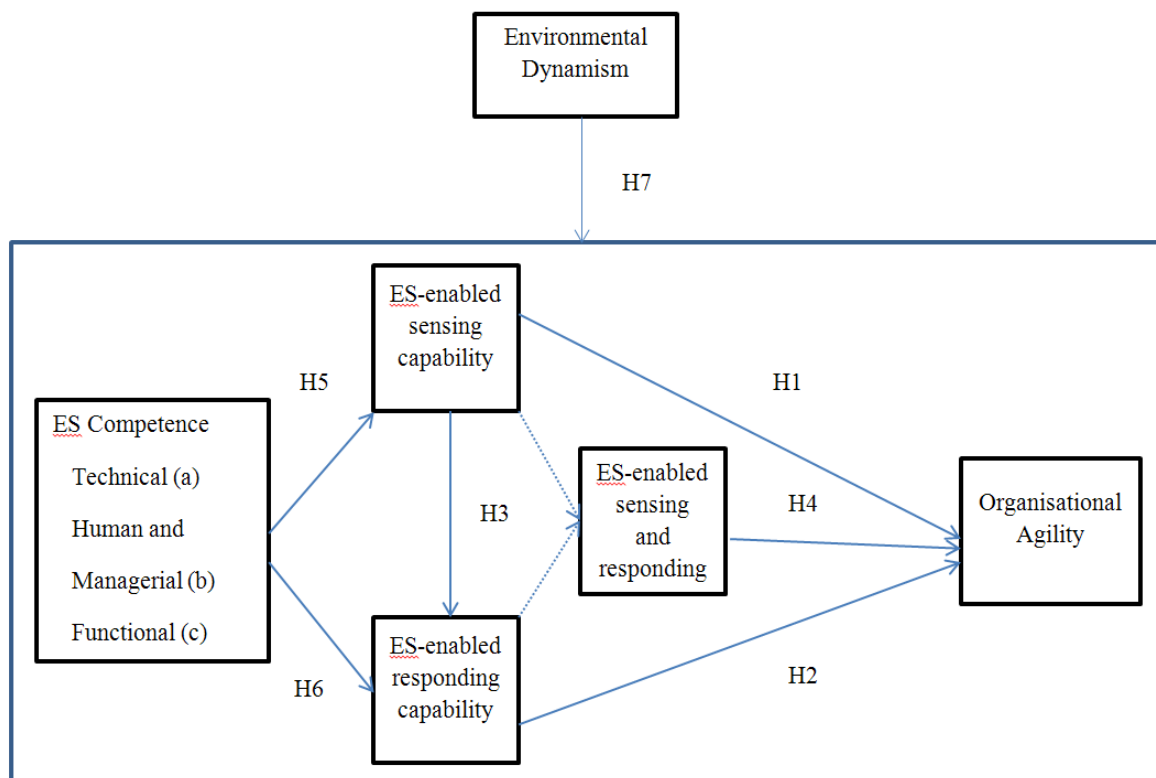 Environmental
Dynamism
H7
ES-enabled
sensing
capability
H5
H1
ES Competence
Technical (a)
Human and
Managerial (b)
Functional (c)
H3
ES-enabled
sensing
and
responding
H4
Organisational
Agility
H6
ES-enabled
responding
capability
H2